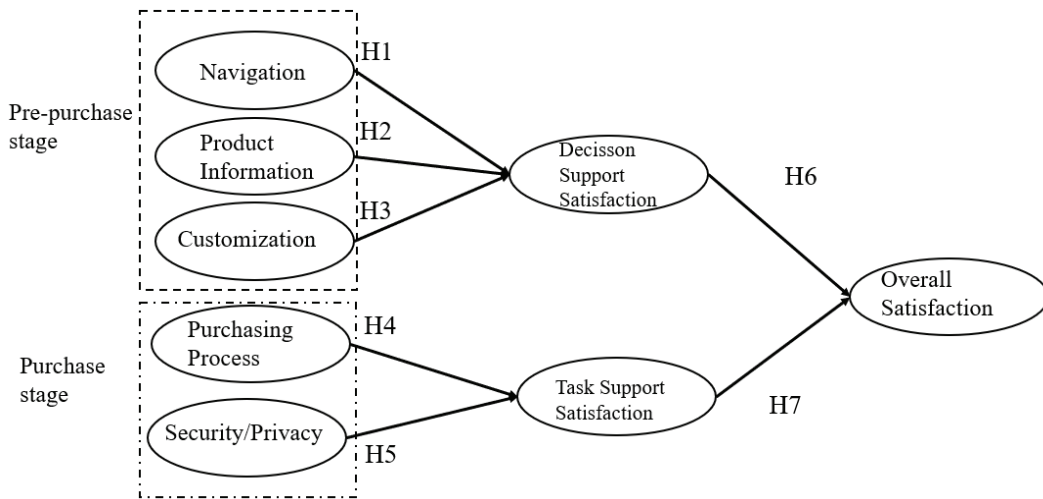 Pre-purchase
stage
Navigation
H1
Product
Information
H2
Customization
H3
Decisson
Support
Satisfaction
H6
Purchase
stage
Purchasing
Process
H4
Security/Privacy
H5
Task Support
Satisfaction
H7
Overall
Satisfaction